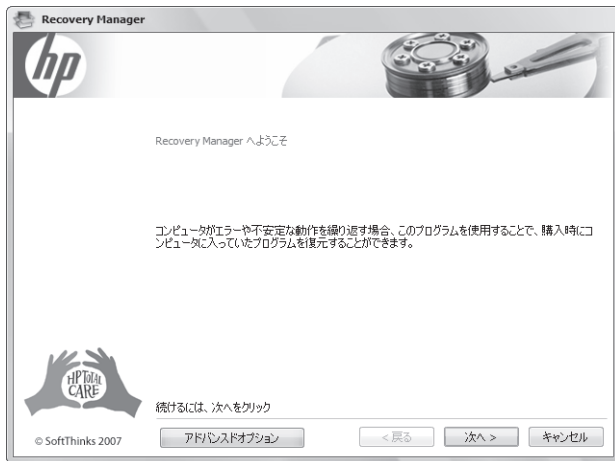 Recovery Manager
hp
Recovery Manager へようこそ
コンピュータがエラーや不安定な動作を繰り返す場合、このプログラムを使用することで、購入時にコ
ンピュータに入っていたプログラムを復元することができます。
HP TOTAL
CARE
続けるには、次へをクリック
© SoftThinks 2007
アドバンスドオプション
< 戻る
次へ >
キャンセル